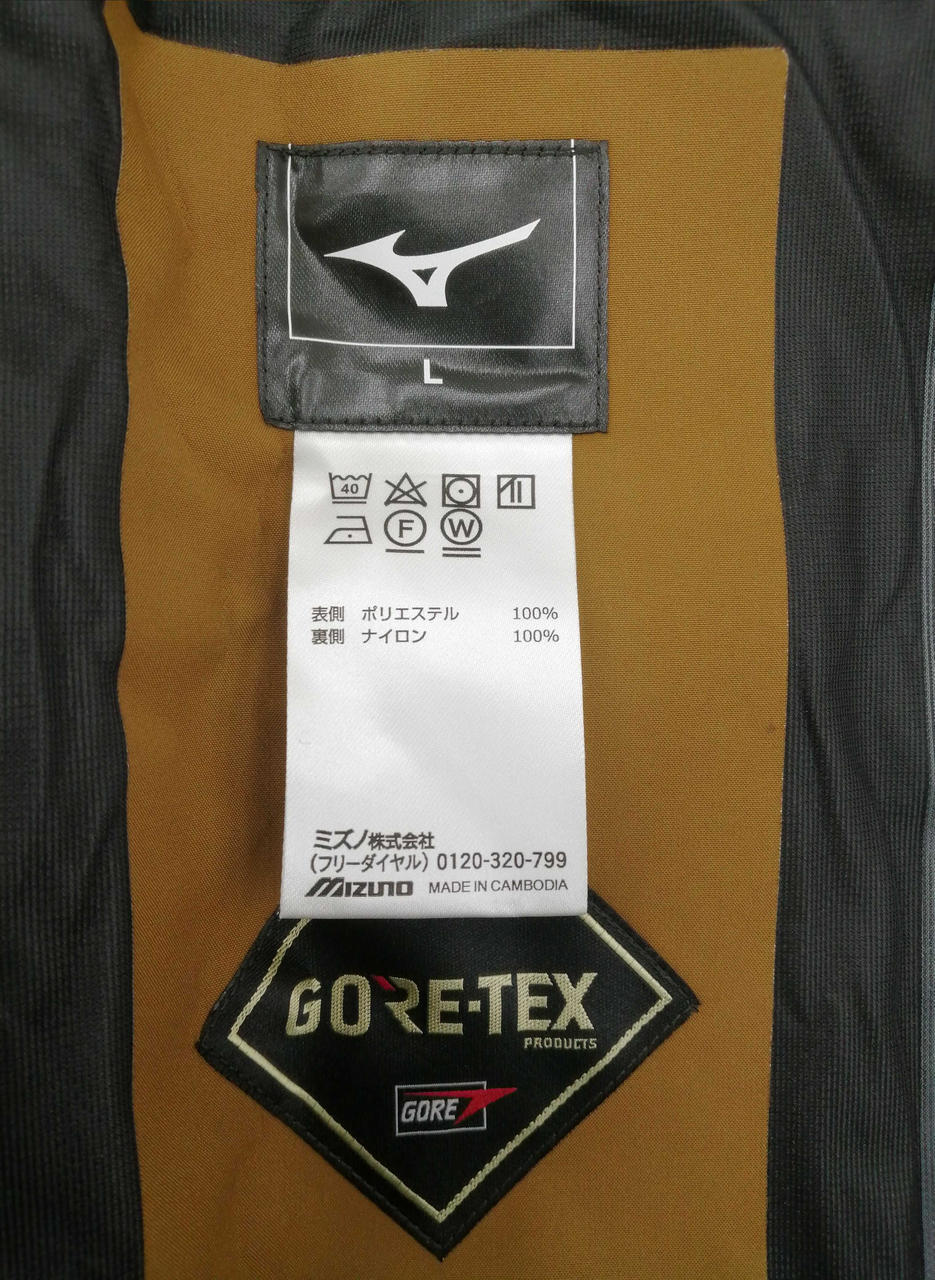 L
40
F W
表側 ポリエステル 100%
裏側 ナイロン 100%
ミズノ株式会社
(フリーダイヤル) 0120-320-799
MIZUNO MADE IN CAMBODIA
GORE-TEX
PRODUCTS
GORE